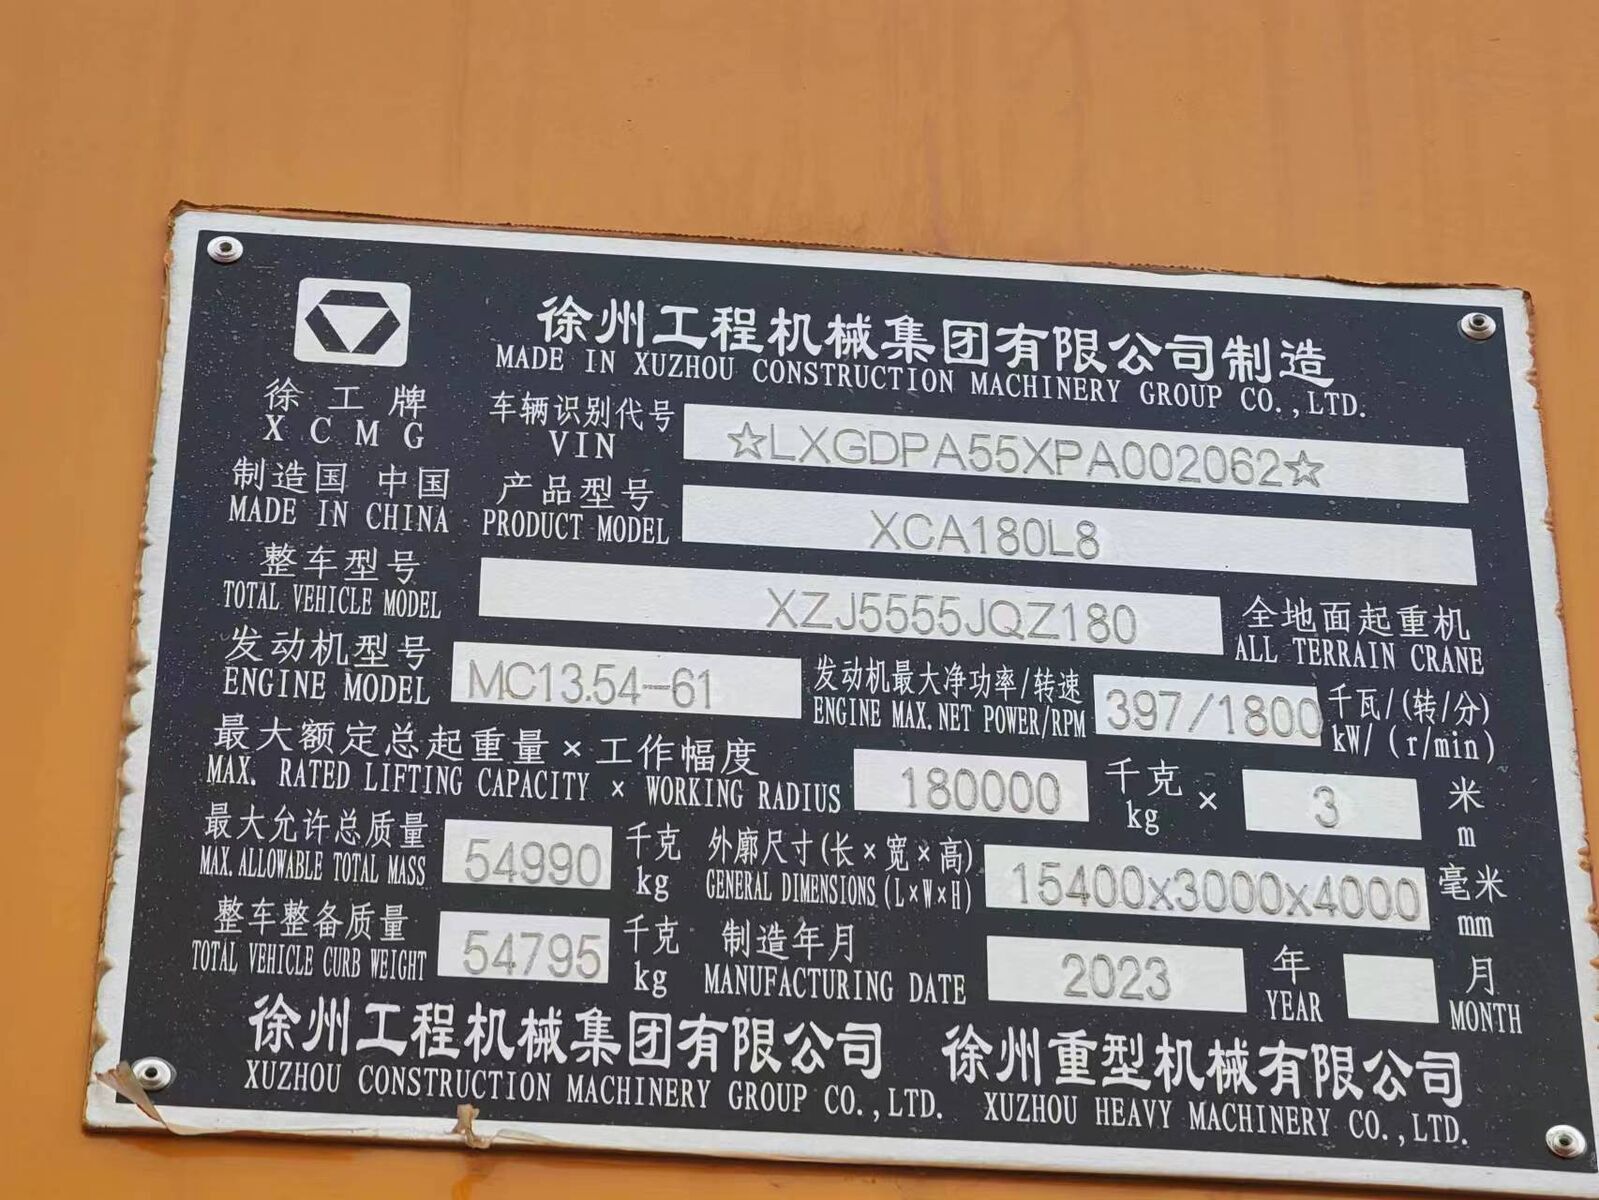 徐州工程机械集团有限公司制造
MADE IN XUZHOU CONSTRUCTION MACHINERY GROUP CO.,LTD.
徐工牌
XCMG
车辆识别代号
VIN
☆LXGDPA55XPA002062☆
制造国 中国
MADE IN CHINA
产品型号
PRODUCT MODEL
XCA180L8
整车型号
TOTAL VEHICLE MODEL
XZJ5555JQZ180
全地面起重机
ALL TERRAIN CRANE
发动机型号
ENGINE MODEL
MC13.54-61
发动机最大净功率/转速
ENGINE MAX. NET POWER/RPM
397/1800
千瓦/(转/分)
kW/(r/min)
最大额定总起重量×工作幅度
MAX. RATED LIFTING CAPACITY × WORKING RADIUS
180000
千克
kg
×
3
米
m
最大允许总质量
MAX. ALLOWABLE TOTAL MASS
54990
千克
kg
外廓尺寸(长×宽×高)
GENERAL DIMENSIONS (L×W×H)
15400x3000x4000
毫米
mm
整车整备质量
TOTAL VEHICLE CURB WEIGHT
54795
千克
kg
制造年月
MANUFACTURING DATE
2023
年
YEAR
月
MONTH
徐州工程机械集团有限公司 徐州重型机械有限公司
XUZHOU CONSTRUCTION MACHINERY GROUP CO.,LTD. XUZHOU HEAVY MACHINERY CO.,LTD.